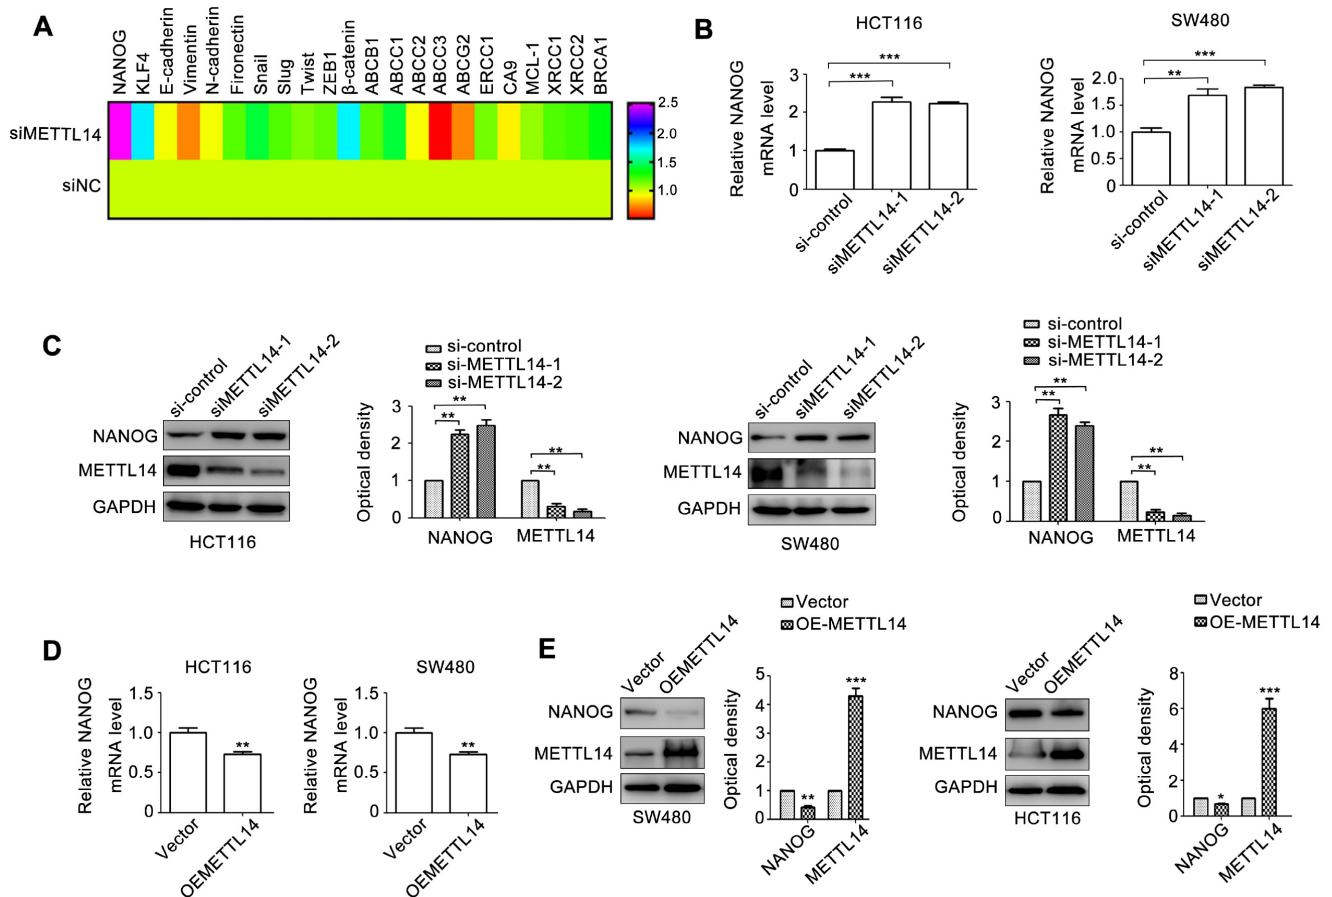 A
NANOG
KLF4
E-cadherin
Vimentin
N-cadherin
Fironectin
Snail
Slug
Twist
ZEB1
β-catenin
ABCB1
ABCC1
ABCC2
ABCC3
ABCG2
ERCC1
CA9
MCL-1
XRCC1
XRCC2
BRCA1
siMETTL14
siNC
2.5
2.0
1.5
1.0
B
HCT116
Relative NANOG
mRNA level
3
2
1
0
***
***
si-control
siMETTL14-1
siMETTL14-2
SW480
Relative NANOG
mRNA level
2.0
1.5
1.0
0.5
0
***
**
si-control
siMETTL14-1
siMETTL14-2
C
si-control
siMETTL14-1
siMETTL14-2
NANOG
METTL14
GAPDH
HCT116
si-control
si-METTL14-1
si-METTL14-2
Optical density
3
2
1
0
**
**
**
**
NANOG
METTL14
si-control
siMETTL14-1
siMETTL14-2
NANOG
METTL14
GAPDH
SW480
si-control
si-METTL14-1
si-METTL14-2
Optical density
3
2
1
0
**
**
**
**
NANOG
METTL14
D
HCT116
Relative NANOG
mRNA level
1.5
1.0
0.5
0
**
Vector
OEMETTL14
SW480
Relative NANOG
mRNA level
1.5
1.0
0.5
0
**
Vector
OEMETTL14
E
Vector
OEMETTL14
NANOG
METTL14
GAPDH
SW480
Vector
OE-METTL14
Optical density
5
4
3
2
1
0
**
***
NANOG
METTL14
Vector
OEMETTL14
NANOG
METTL14
GAPDH
HCT116
Vector
OE-METTL14
Optical density
8
6
4
2
0
*
***
NANOG
METTL14